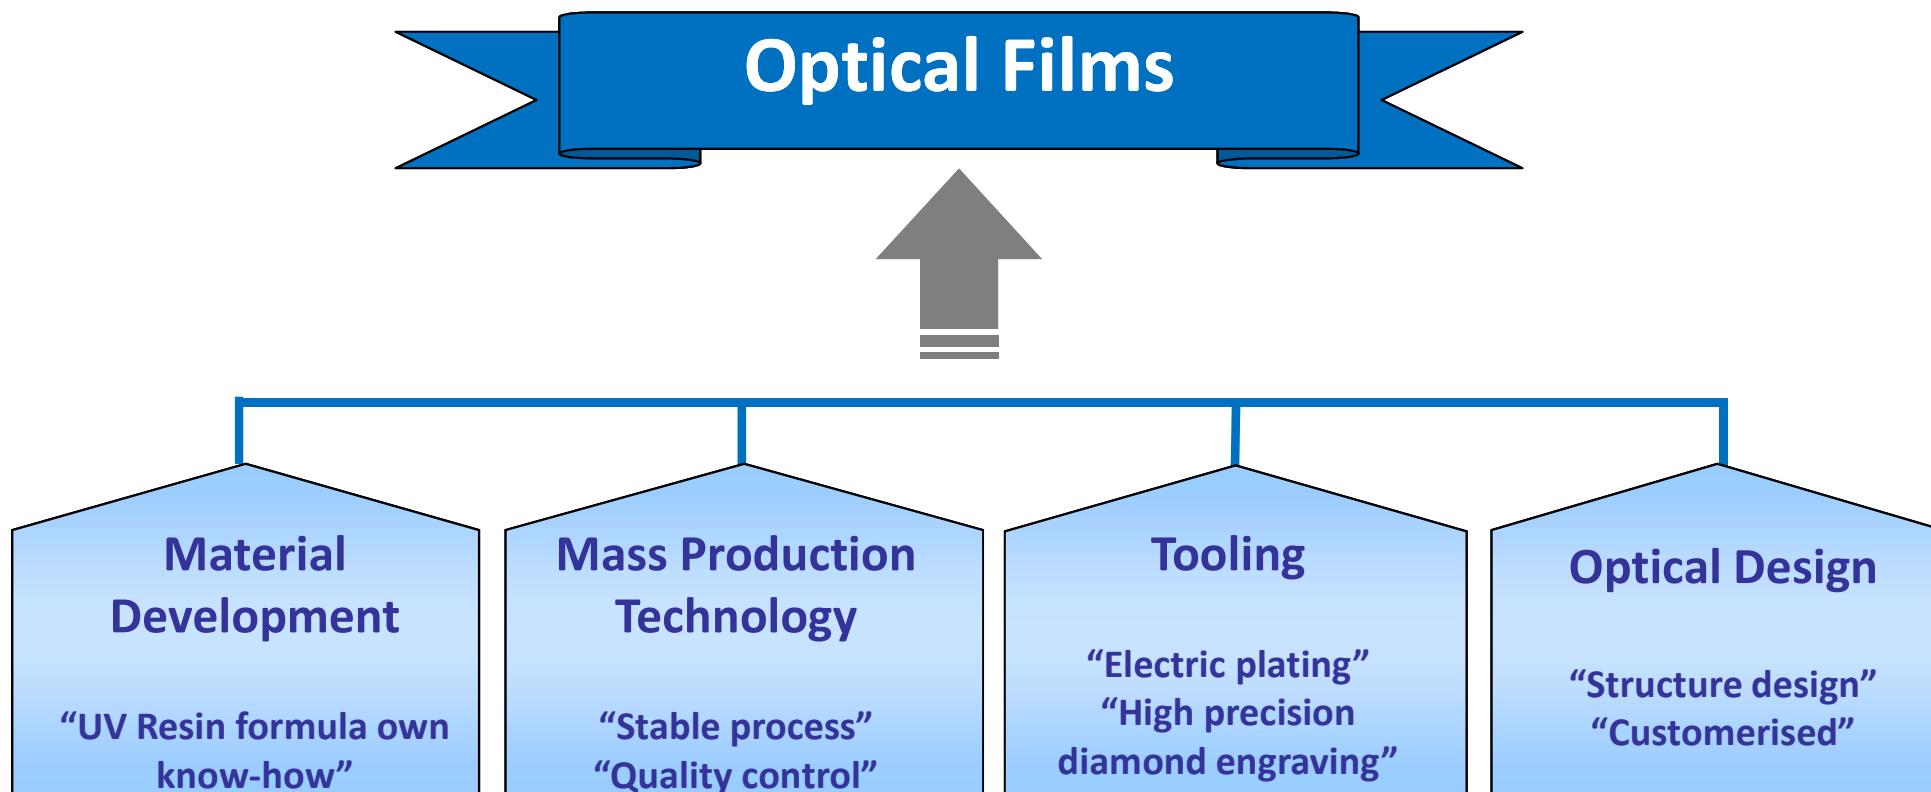 Optical Films
Material
Development
“UV Resin formula own
know-how”
Mass Production
Technology
“Stable process”
“Quality control”
Tooling
“Electric plating”
“High precision
diamond engraving”
Optical Design
“Structure design”
“Customerised”